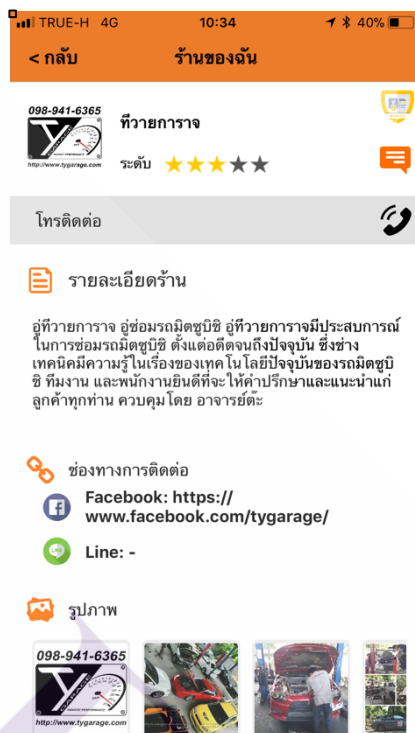 TRUE-H 4G 10:34 40%
< กลับ ร้านของฉัน
098-941-6365
TY
http://www.tygarage.com
ทีวายการาจ
ระดับ
โทรติดต่อ
รายละเอียดร้าน
อู่ทีวายการาจ อู่ซ่อมรถมิตซูบิชิ อู่ทีวายการาจมีประสบการณ์
ในการซ่อมรถมิตซูบิชิ ตั้งแต่อดีตจนถึงปัจจุบัน ซึ่งช่าง
เทคนิคมีความรู้ในเรื่องของเทคโนโลยีปัจจุบันของรถมิตซูบิ
ชิ ทีมงาน และพนักงานยินดีที่จะให้คำปรึกษาและแนะนำแก่
ลูกค้าทุกท่าน ควบคุมโดย อาจารย์ต๊ะ
ช่องทางการติดต่อ
Facebook: https://
www.facebook.com/tygarage/
Line: -
รูปภาพ
098-941-6365
TY
http://www.tygarage.com